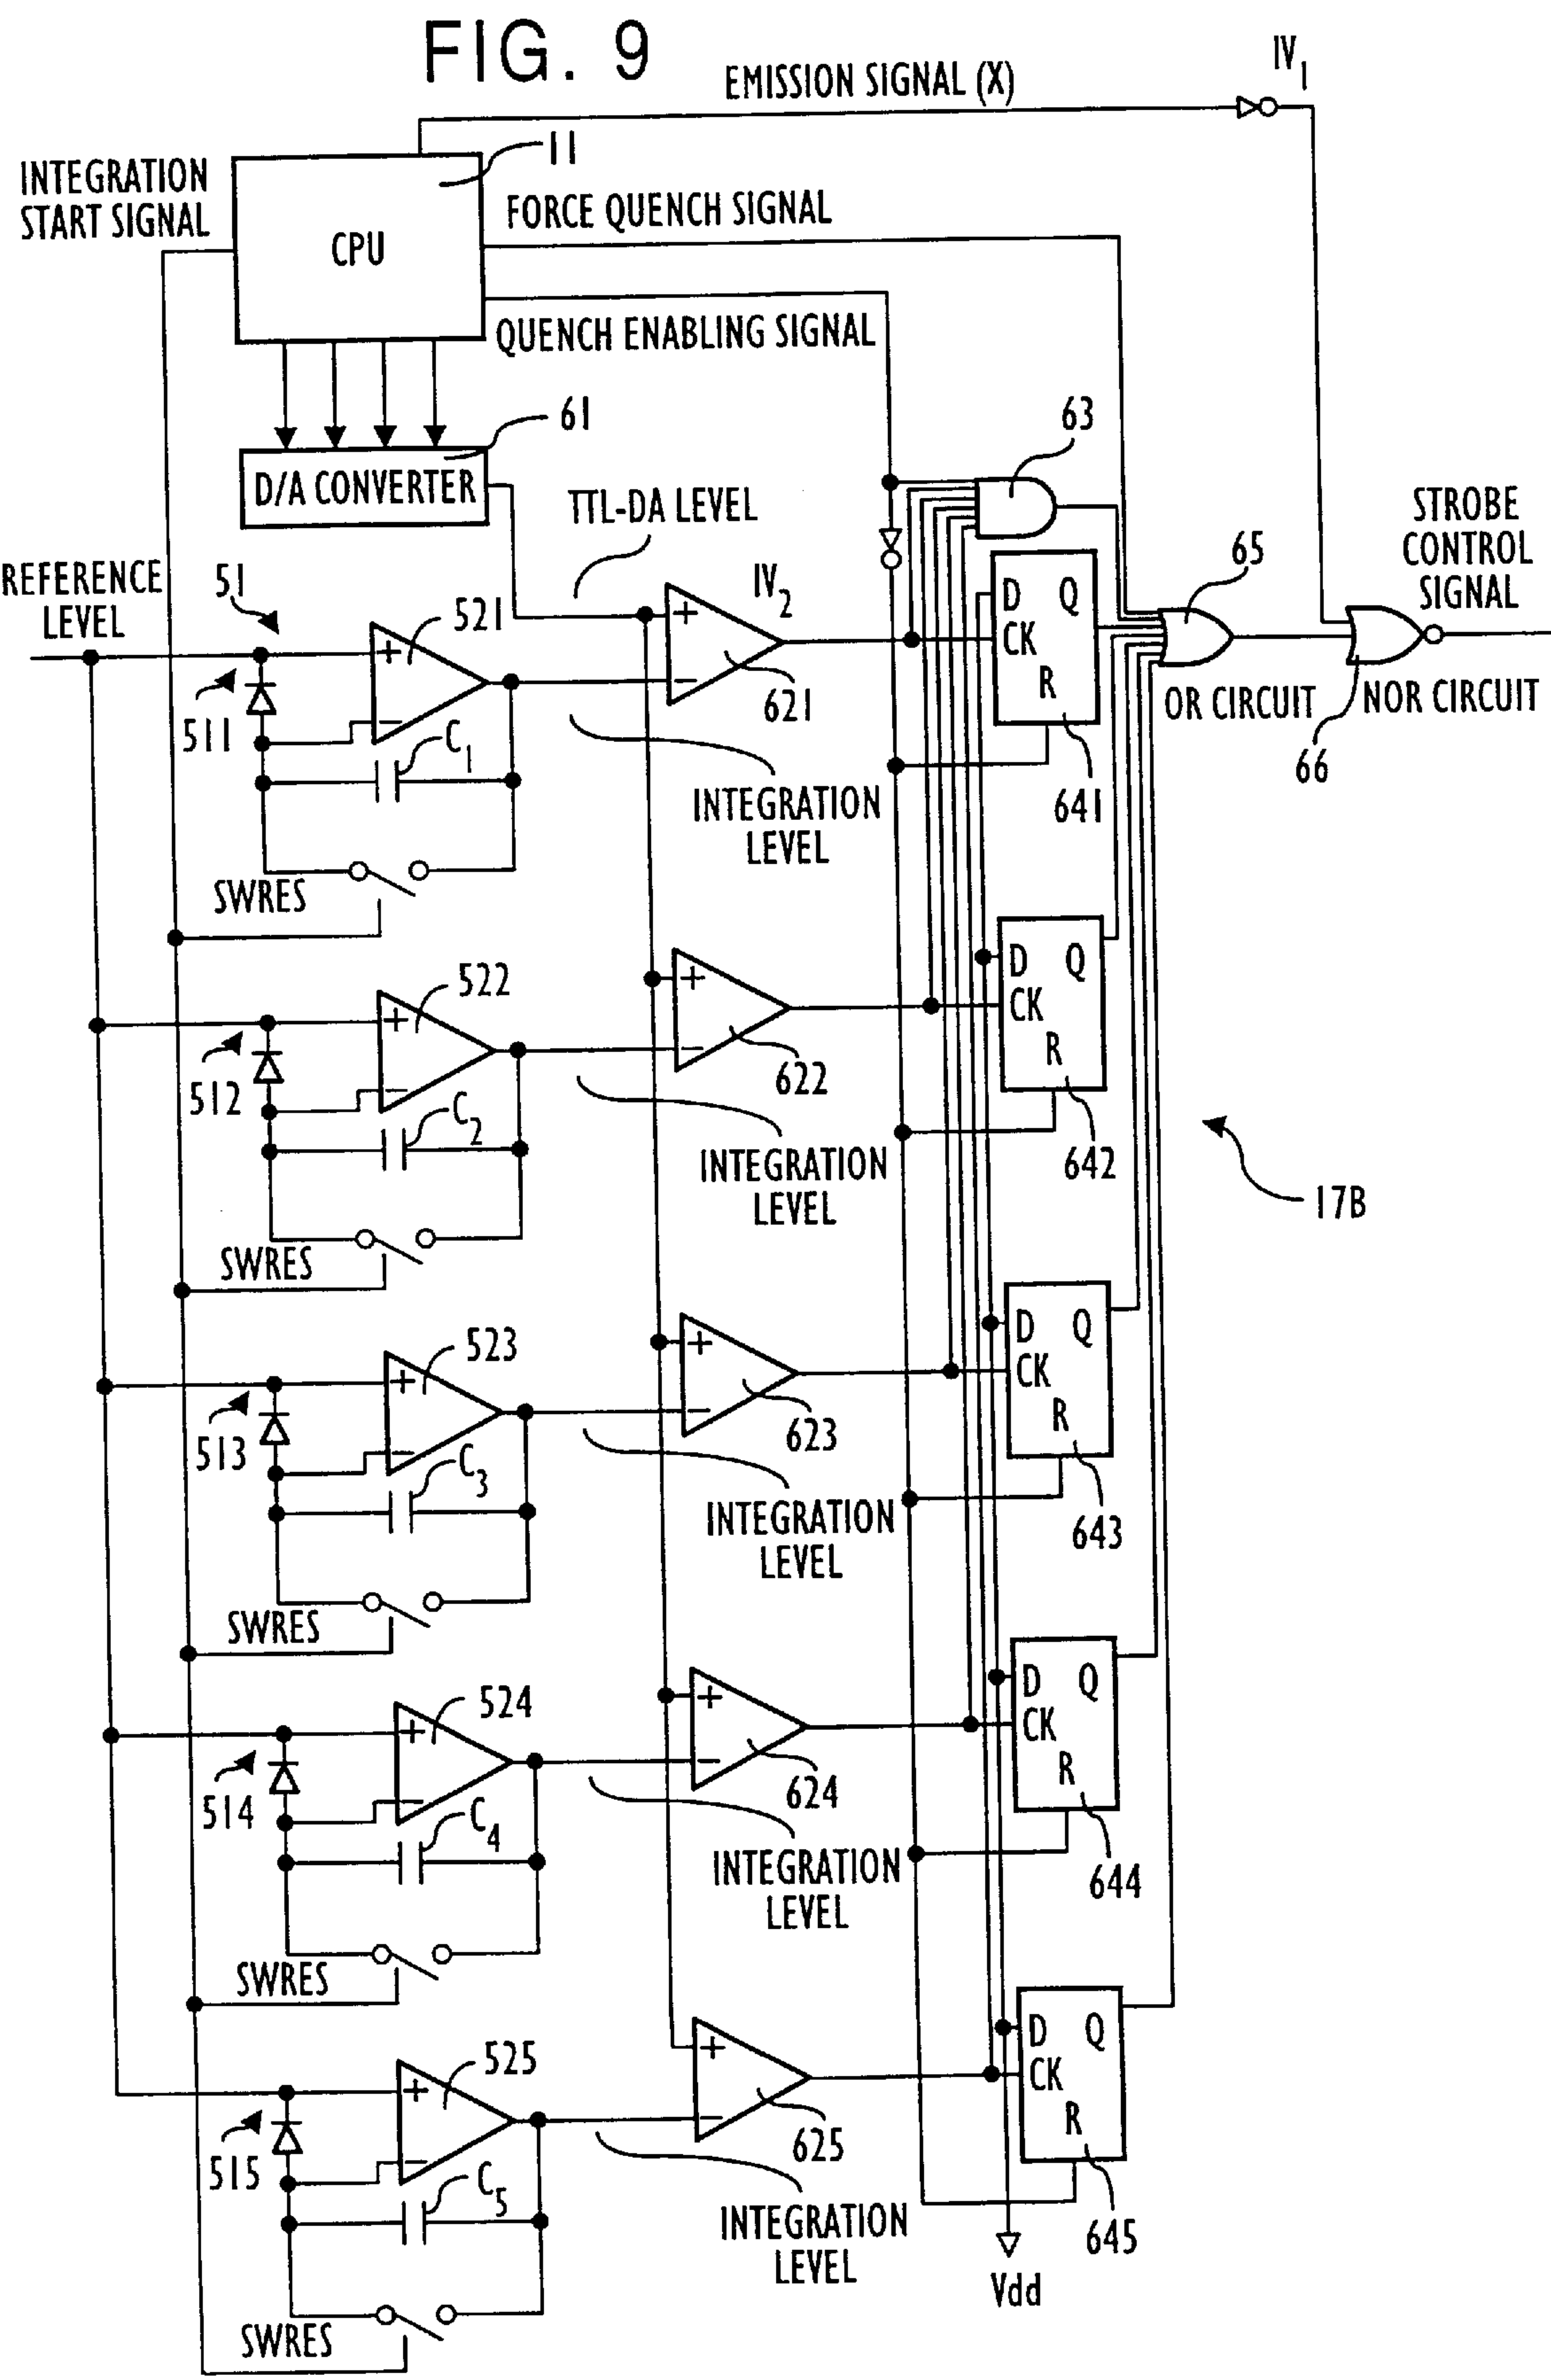 FIG. 9
EMISSION SIGNAL (X)
IV1
INTEGRATION
START SIGNAL
11
CPU
FORCE QUENCH SIGNAL
QUENCH ENABLING SIGNAL
61
D/A CONVERTER
TTL-DA LEVEL
63
STROBE
CONTROL
SIGNAL
REFERENCE
LEVEL
51
521
+
−
511
C1
SWRES
IV2
+
−
621
INTEGRATION
LEVEL
D Q
CK
R
641
65
OR CIRCUIT
NOR CIRCUIT
66
522
+
−
512
C2
SWRES
+
−
622
INTEGRATION
LEVEL
D Q
CK
R
642
17B
523
+
−
513
C3
SWRES
+
−
623
INTEGRATION
LEVEL
D Q
CK
R
643
524
+
−
514
C4
SWRES
+
−
624
INTEGRATION
LEVEL
D Q
CK
R
644
525
+
−
515
C5
SWRES
+
−
625
INTEGRATION
LEVEL
D Q
CK
R
645
Vdd